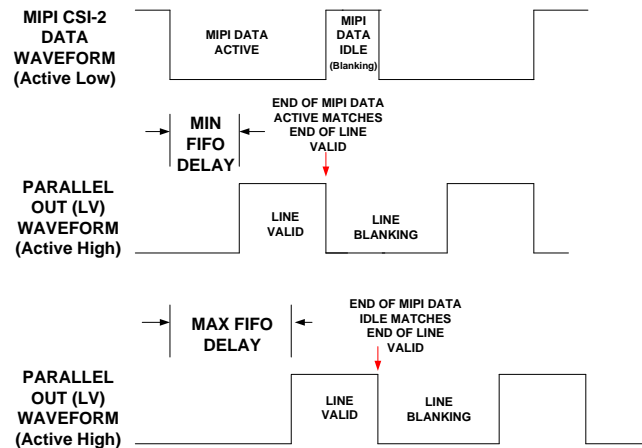 MIPI CSI-2
DATA
WAVEFORM
(Active Low)
MIPI DATA
ACTIVE
MIPI
DATA
IDLE
(Blanking)
MIN
FIFO
DELAY
END OF MIPI DATA
ACTIVE MATCHES
END OF LINE
VALID
PARALLEL
OUT (LV)
WAVEFORM
(Active High)
LINE
VALID
LINE
BLANKING
MAX FIFO
DELAY
END OF MIPI DATA
IDLE MATCHES
END OF LINE
VALID
PARALLEL
OUT (LV)
WAVEFORM
(Active High)
LINE
VALID
LINE
BLANKING